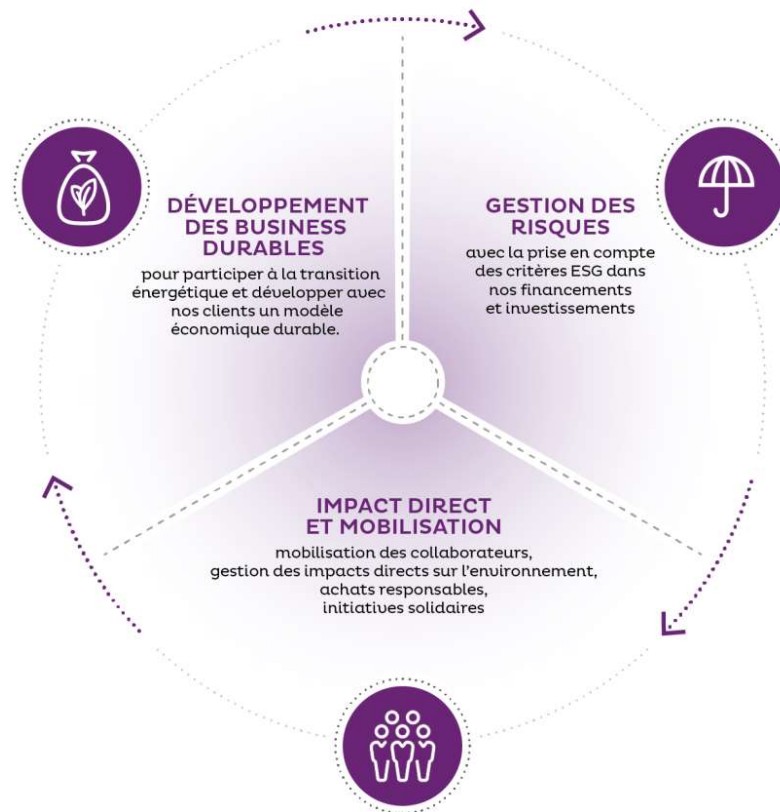 DÉVELOPPEMENT
DES BUSINESS
DURABLES
pour participer à la transition
énergétique et développer avec
nos clients un modèle
économique durable.
GESTION DES
RISQUES
avec la prise en compte
des critères ESG dans
nos financements
et investissements
IMPACT DIRECT
ET MOBILISATION
mobilisation des collaborateurs,
gestion des impacts directs sur l'environnement,
achats responsables,
initiatives solidaires